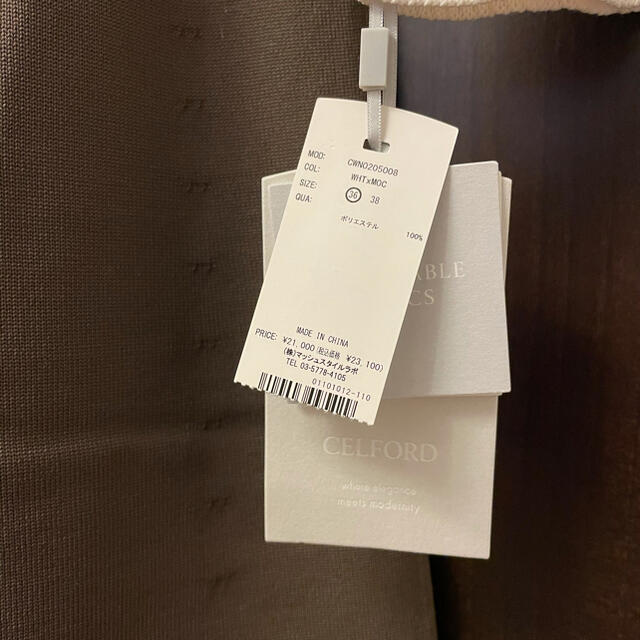 MOD: CWNO205008
COL: WHTxMOC
SIZE: 36 38
QUA: ポリエステル 100%
MADE IN CHINA
PRICE: ¥21,000(税込価格 ¥23,100)
(株)マッシュスタイルラボ
TEL 03-5778-4105
01101012-110
CELFORD
where elegance
meets modernity